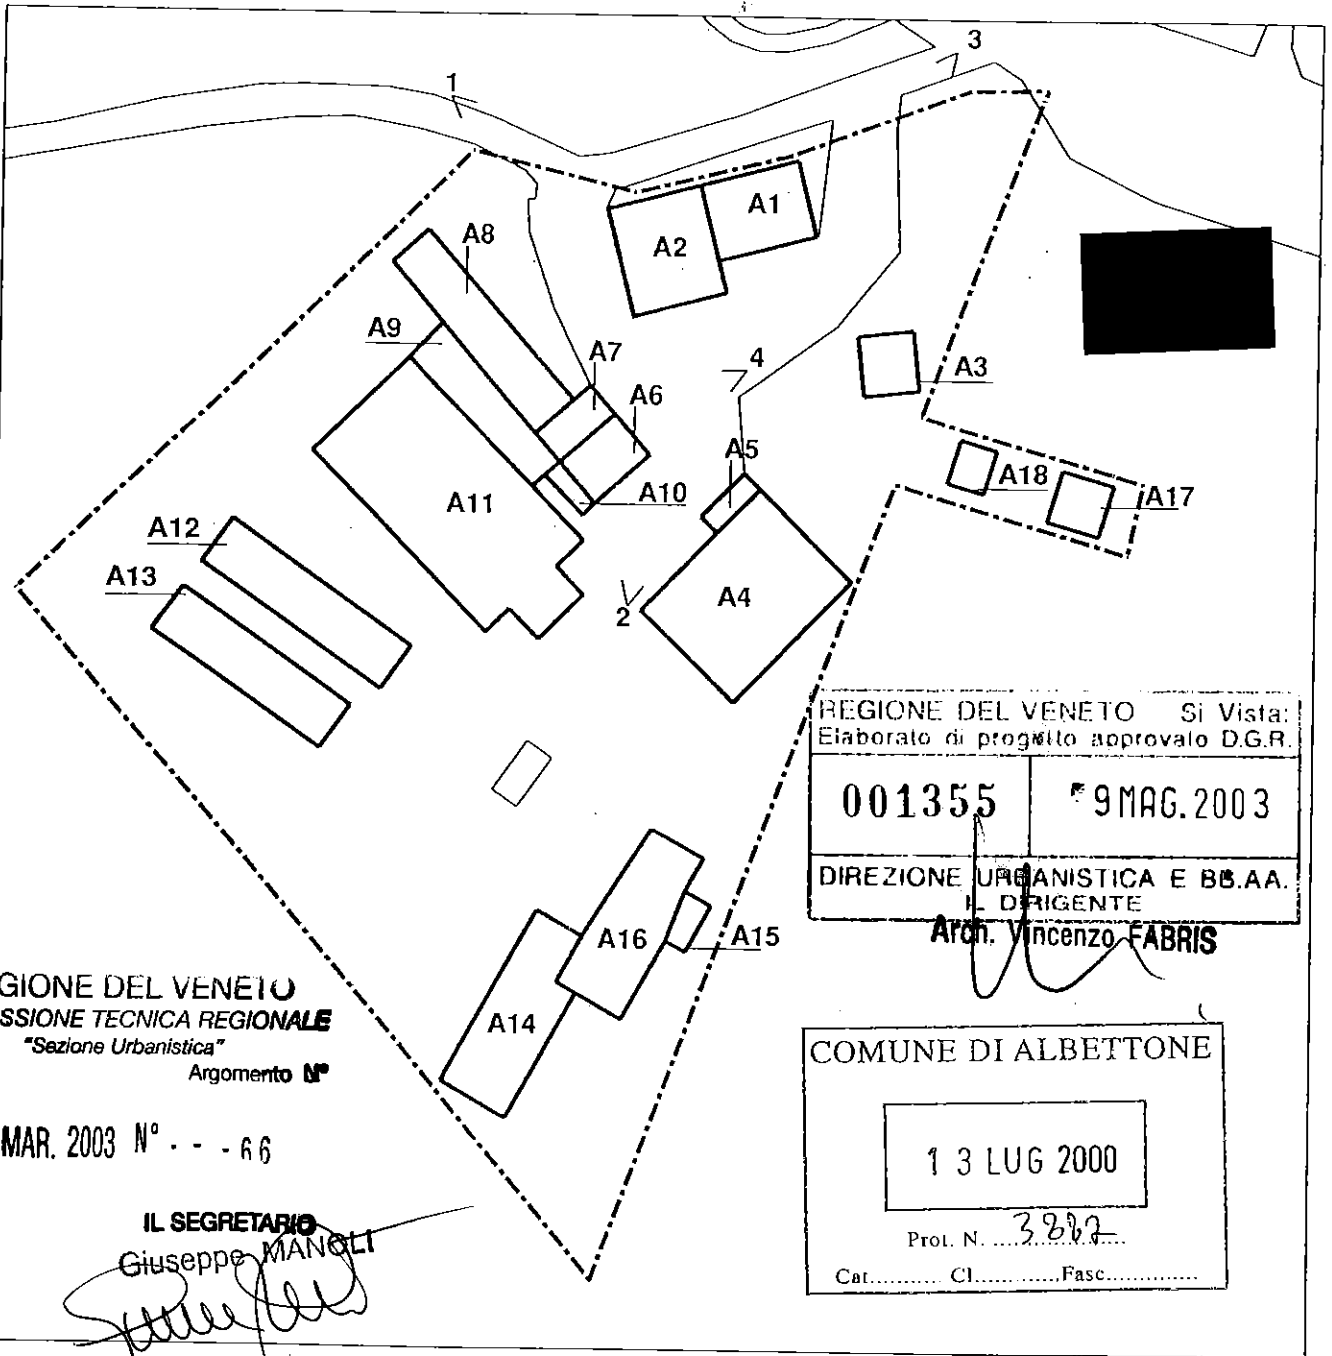 1
3
A1
A2
A8
A9
A7
A6
4
A3
A5
A18
A17
A10
A11
A12
A13
A4
2
REGIONE DEL VENETO Si Vista:
Elaborato di progetto approvato D.G.R.
001355 9 MAG. 2003
DIREZIONE URBANISTICA E BB.AA.
IL DIRIGENTE
Arch. Vincenzo FABRIS
A16
A15
A14
GIONE DEL VENETO
SSIONE TECNICA REGIONALE
"Sezione Urbanistica"
Argomento N°
MAR. 2003 N° - - - 66
IL SEGRETARIO
Giuseppe MANOLI
COMUNE DI ALBETTONE
13 LUG 2000
Prot. N. ....3882....
Cat........... Cl............Fasc..............